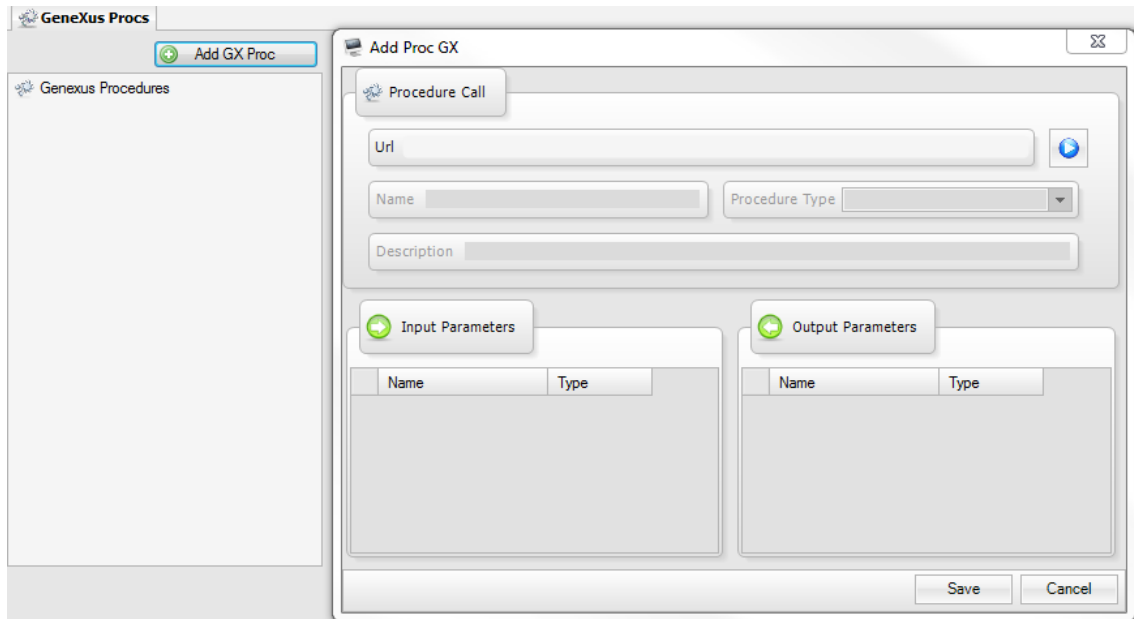 GeneXus Procs
Add GX Proc
Genexus Procedures
Add Proc GX
Procedure Call
Url
Name
Procedure Type
Description
Input Parameters
Output Parameters
Name Type
Name Type
Save Cancel